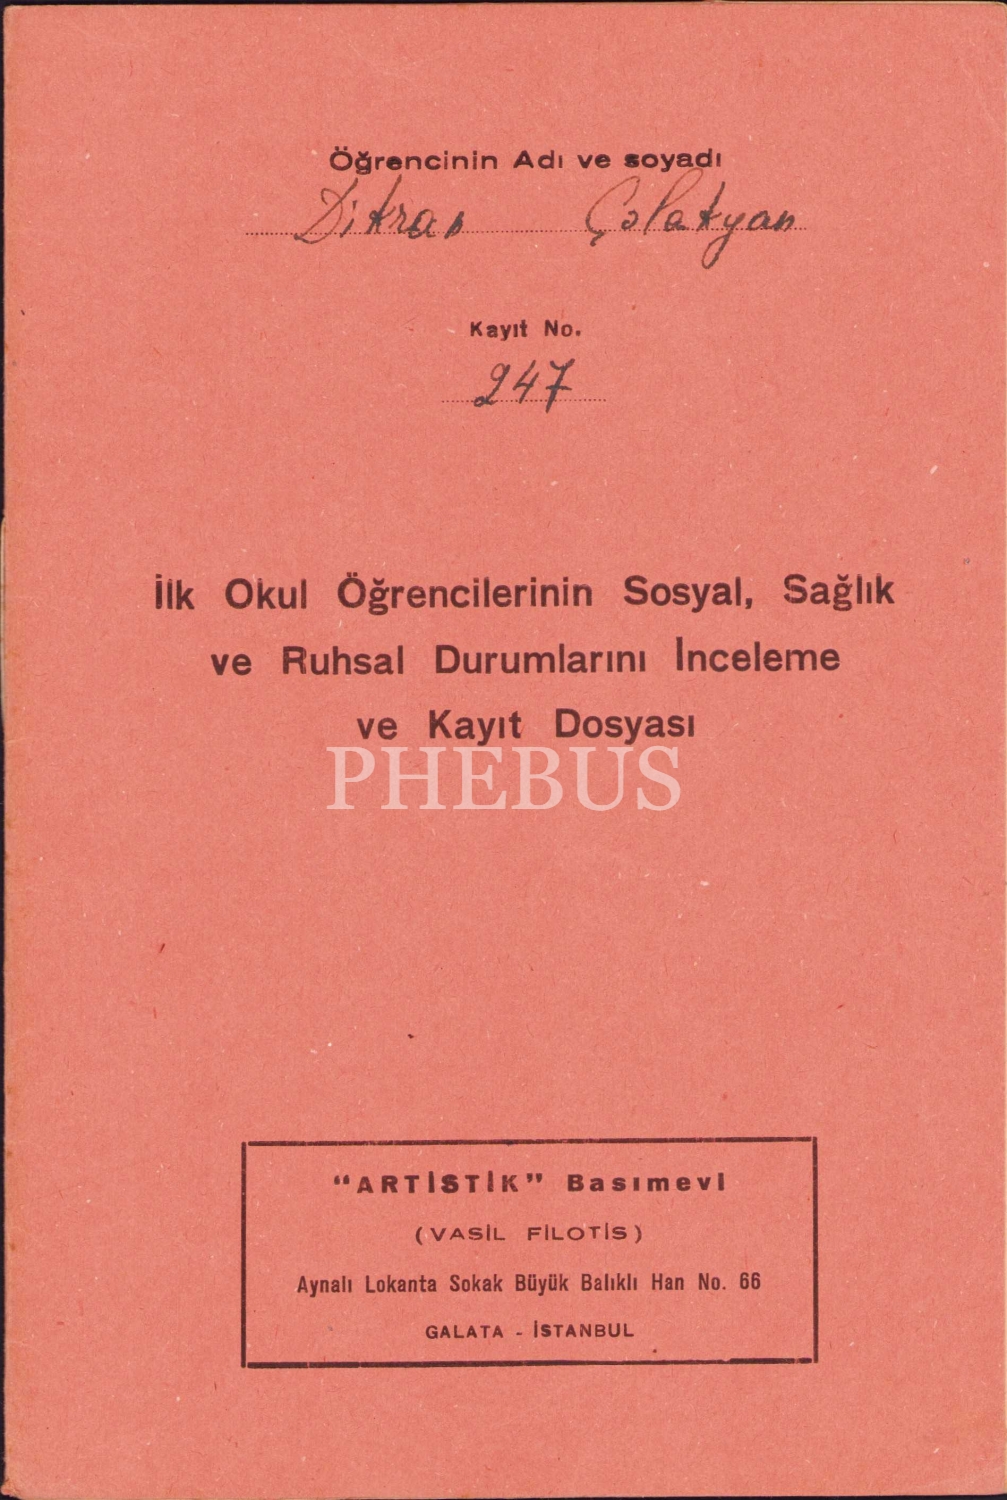 Öğrencinin Adı ve soyadı
Ditran Çolakyan
Kayıt No.
247
İlk Okul Öğrencilerinin Sosyal, Sağlık
ve Ruhsal Durumlarını İnceleme
ve Kayıt Dosyası
PHEBUS
"ARTİSTİK" Basımevi
(VASİL FİLOTİS)
Aynalı Lokanta Sokak Büyük Balıklı Han No. 66
GALATA - İSTANBUL